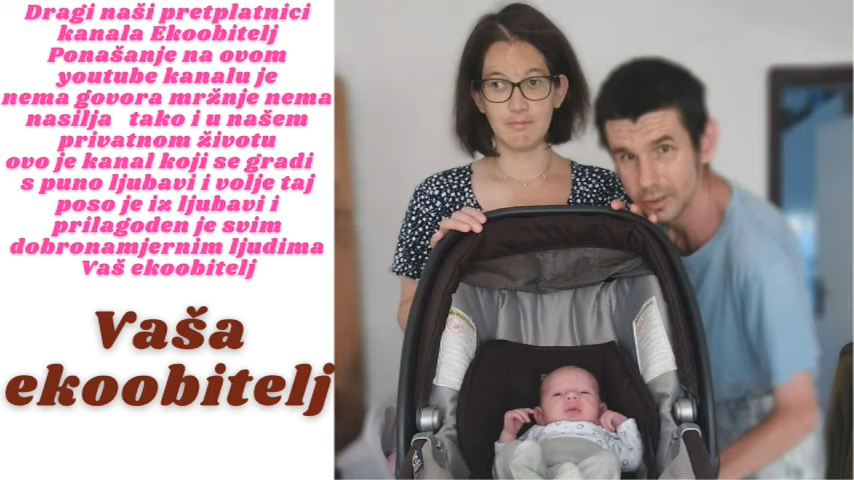 Dragi naši pretplatnici
kanala Ekoobitelj
Ponašanje na ovom
youtube kanalu je
nema govora mržnje nema
nasilja tako i u našem
privatnom životu
ovo je kanal koji se gradi
s puno ljubavi i volje taj
poso je iz ljubavi i
prilagođen je svim
dobronamjernim ljudima
Vaš ekoobitelj
Vaša
ekoobitelj